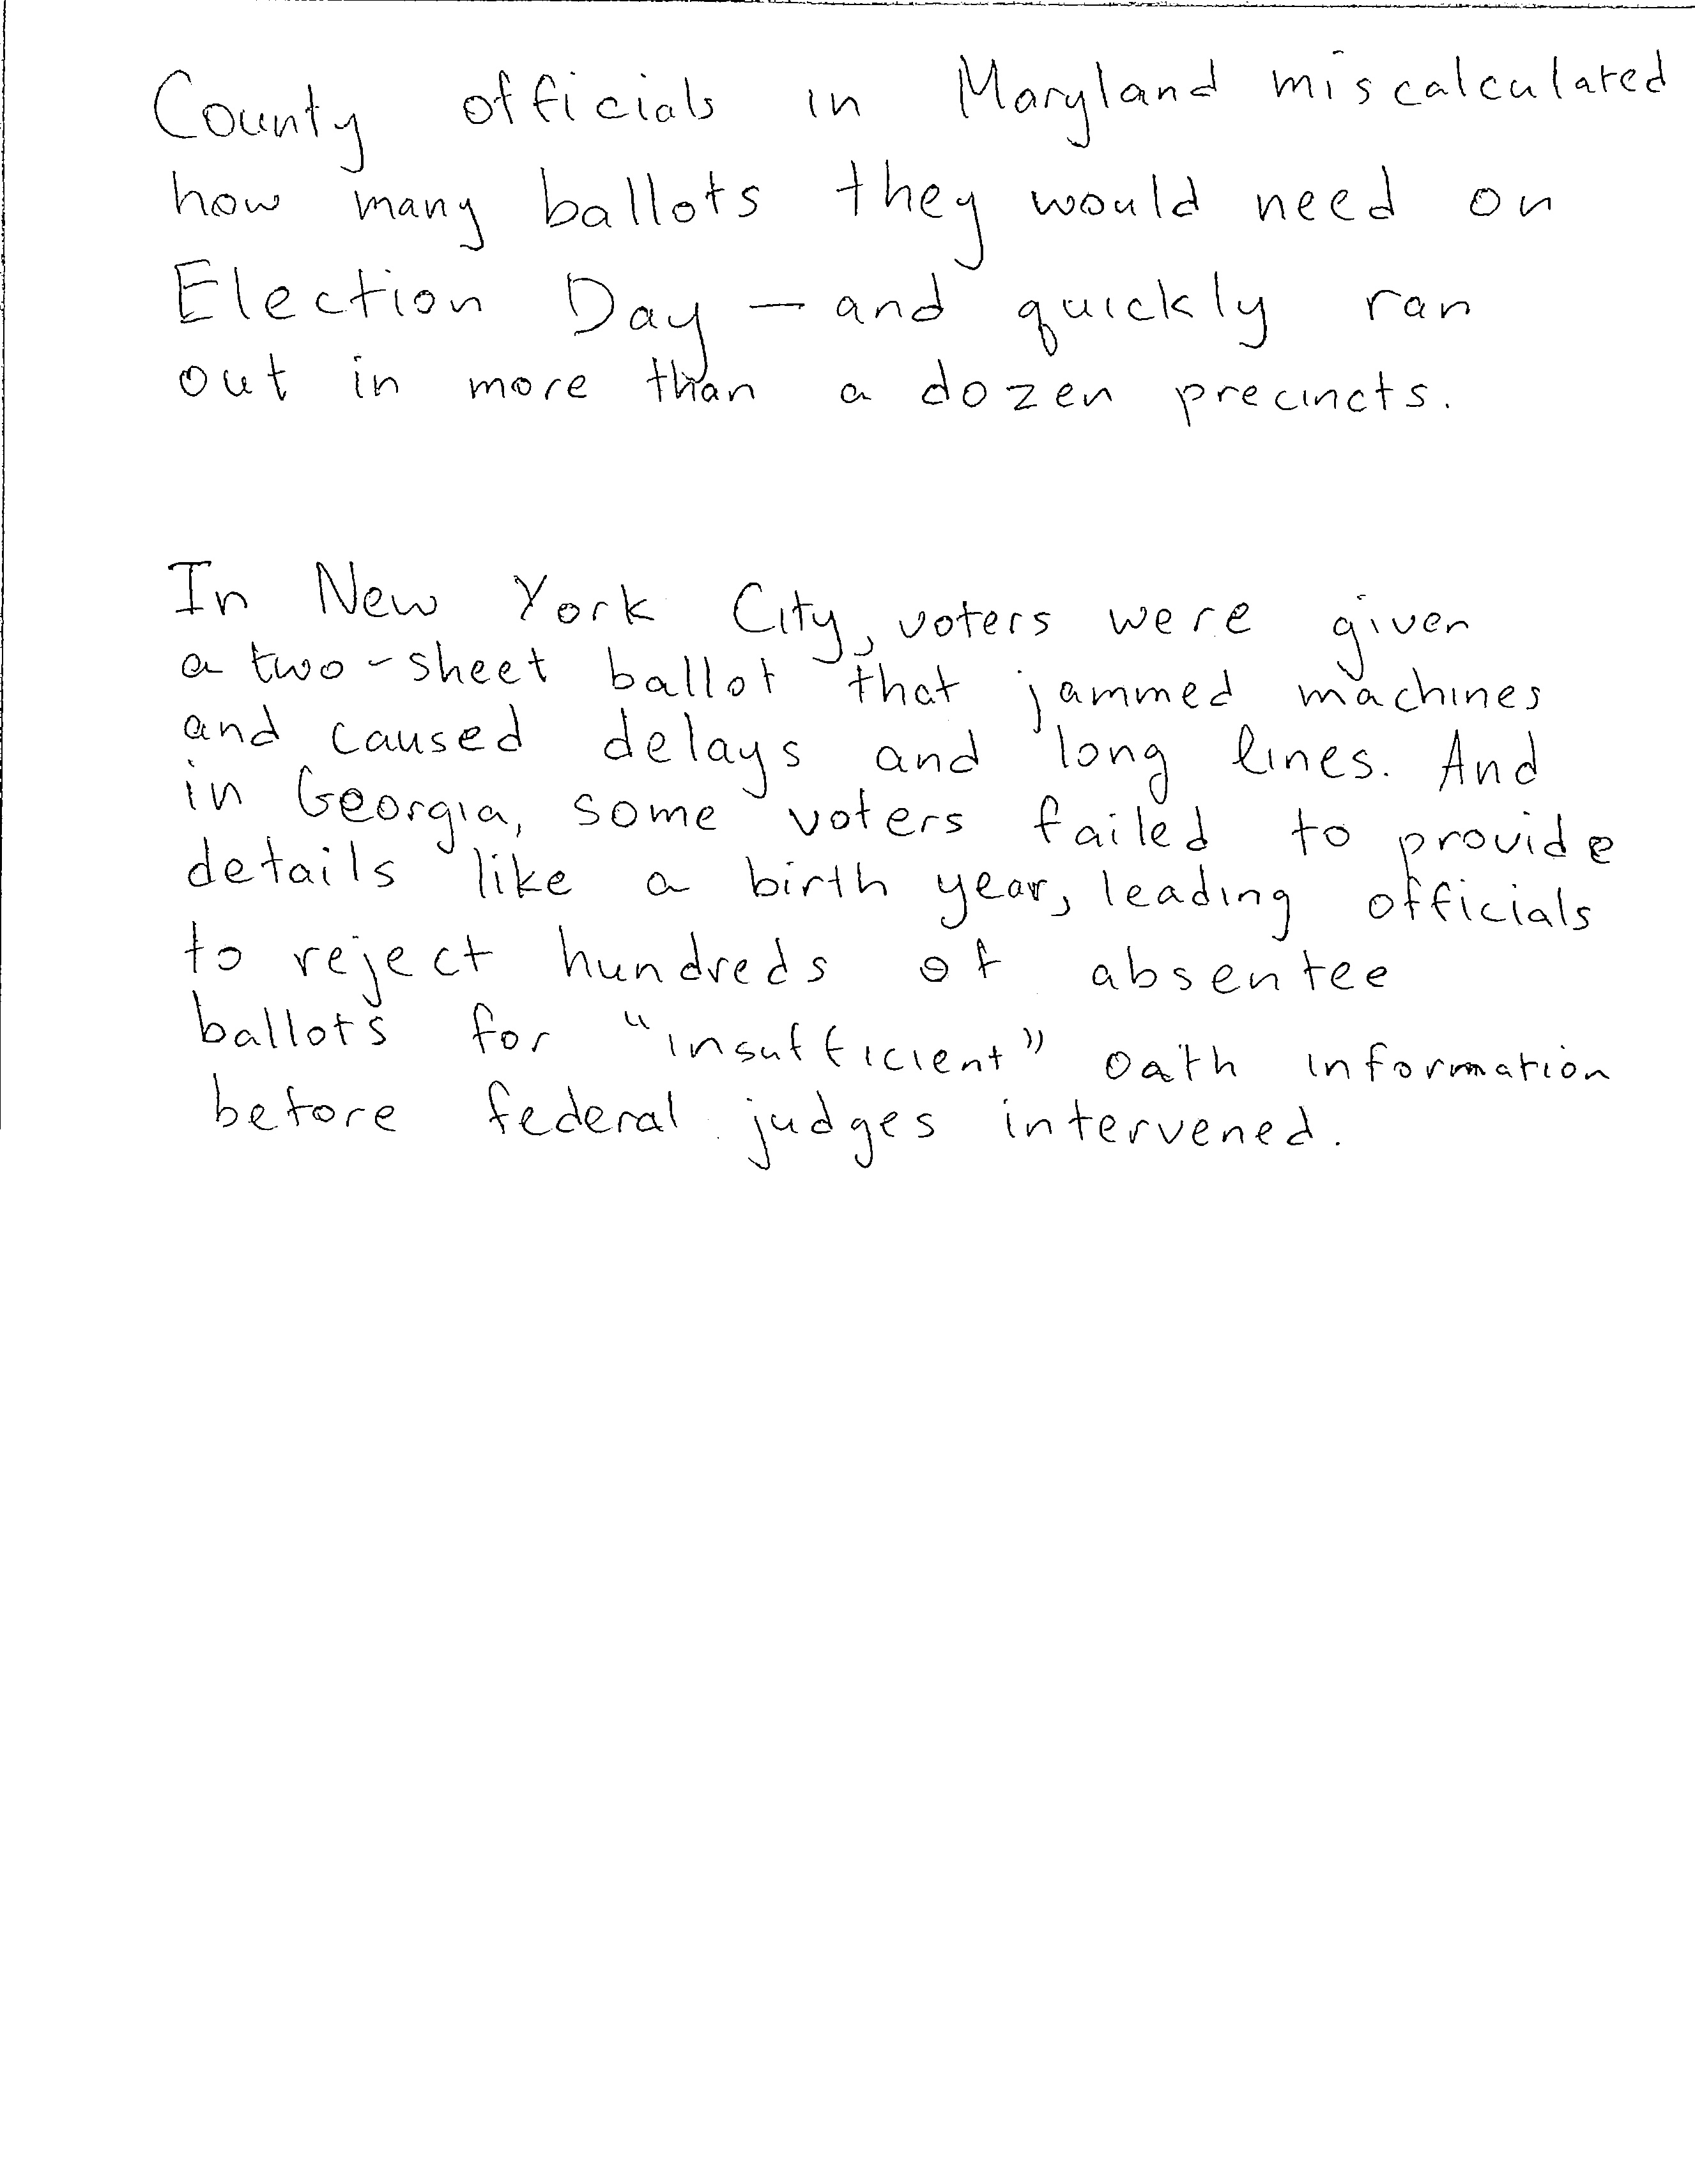 County officials in Maryland miscalculated
how many ballots they would need on
Election Day — and quickly ran
out in more than a dozen precincts.
In New York City, voters were given
a two-sheet ballot that jammed machines
and caused delays and long lines. And
in Georgia, some voters failed to provide
details like a birth year, leading officials
to reject hundreds of absentee
ballots for "insufficient" oath information
before federal judges intervened.